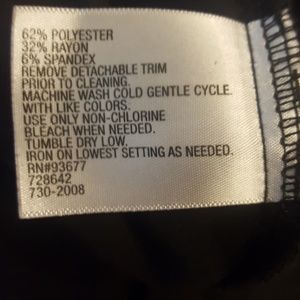 62% POLYESTER
32% RAYON
6% SPANDEX
REMOVE DETACHABLE TRIM
PRIOR TO CLEANING.
MACHINE WASH COLD GENTLE CYCLE.
WITH LIKE COLORS.
USE ONLY NON-CHLORINE
BLEACH WHEN NEEDED.
TUMBLE DRY LOW.
IRON ON LOWEST SETTING AS NEEDED.
RN#93677
728642
730-2008